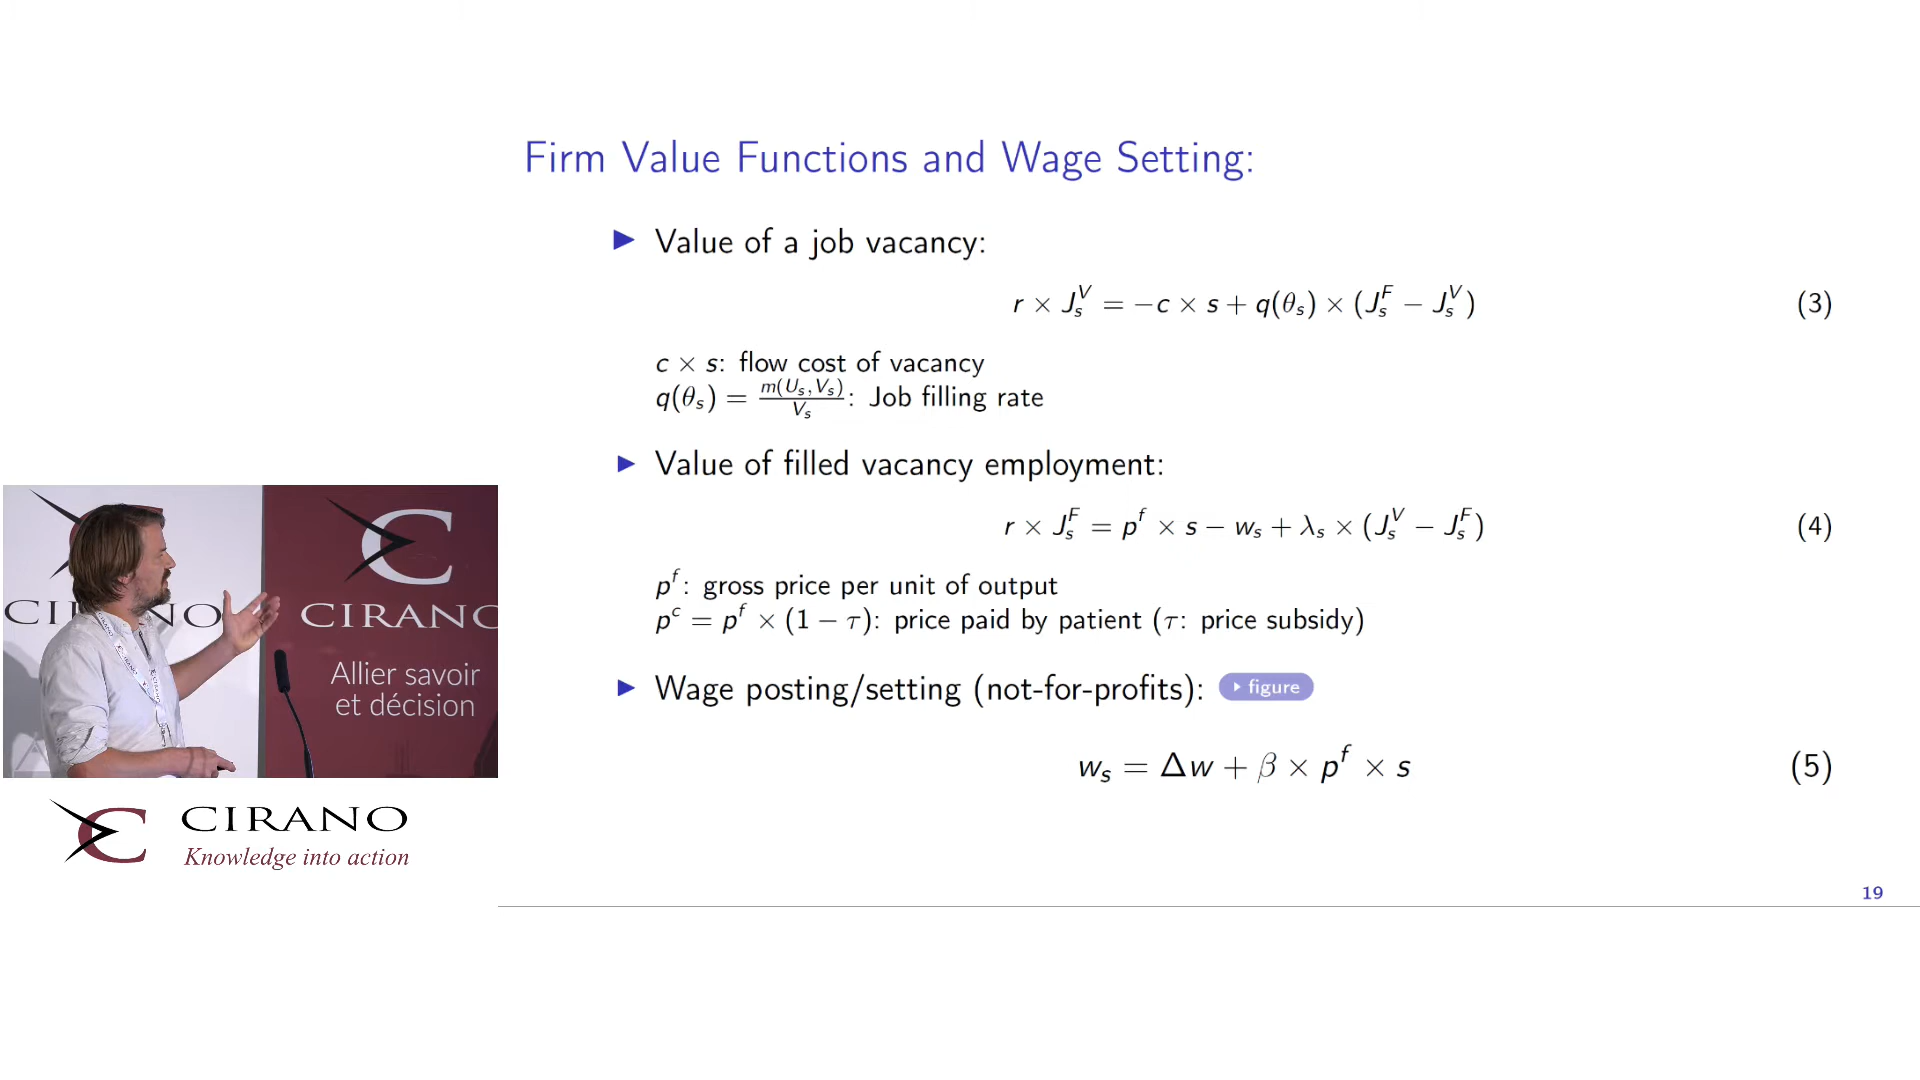 Firm Value Functions and Wage Setting:
▶ Value of a job vacancy:
r × J_s^V = −c × s + q(θ_s) × (J_s^F − J_s^V) (3)
c × s: flow cost of vacancy
q(θ_s) = m(U_s,V_s)/V_s: Job filling rate
▶ Value of filled vacancy employment:
r × J_s^F = p^f × s − w_s + λ_s × (J_s^V − J_s^F) (4)
p^f: gross price per unit of output
p^c = p^f × (1 − τ): price paid by patient (τ: price subsidy)
▶ Wage posting/setting (not-for-profits): ▸ figure
w_s = Δw + β × p^f × s (5)
19
CIRANO
Allier savoir
et décision
CIRANO
Knowledge into action